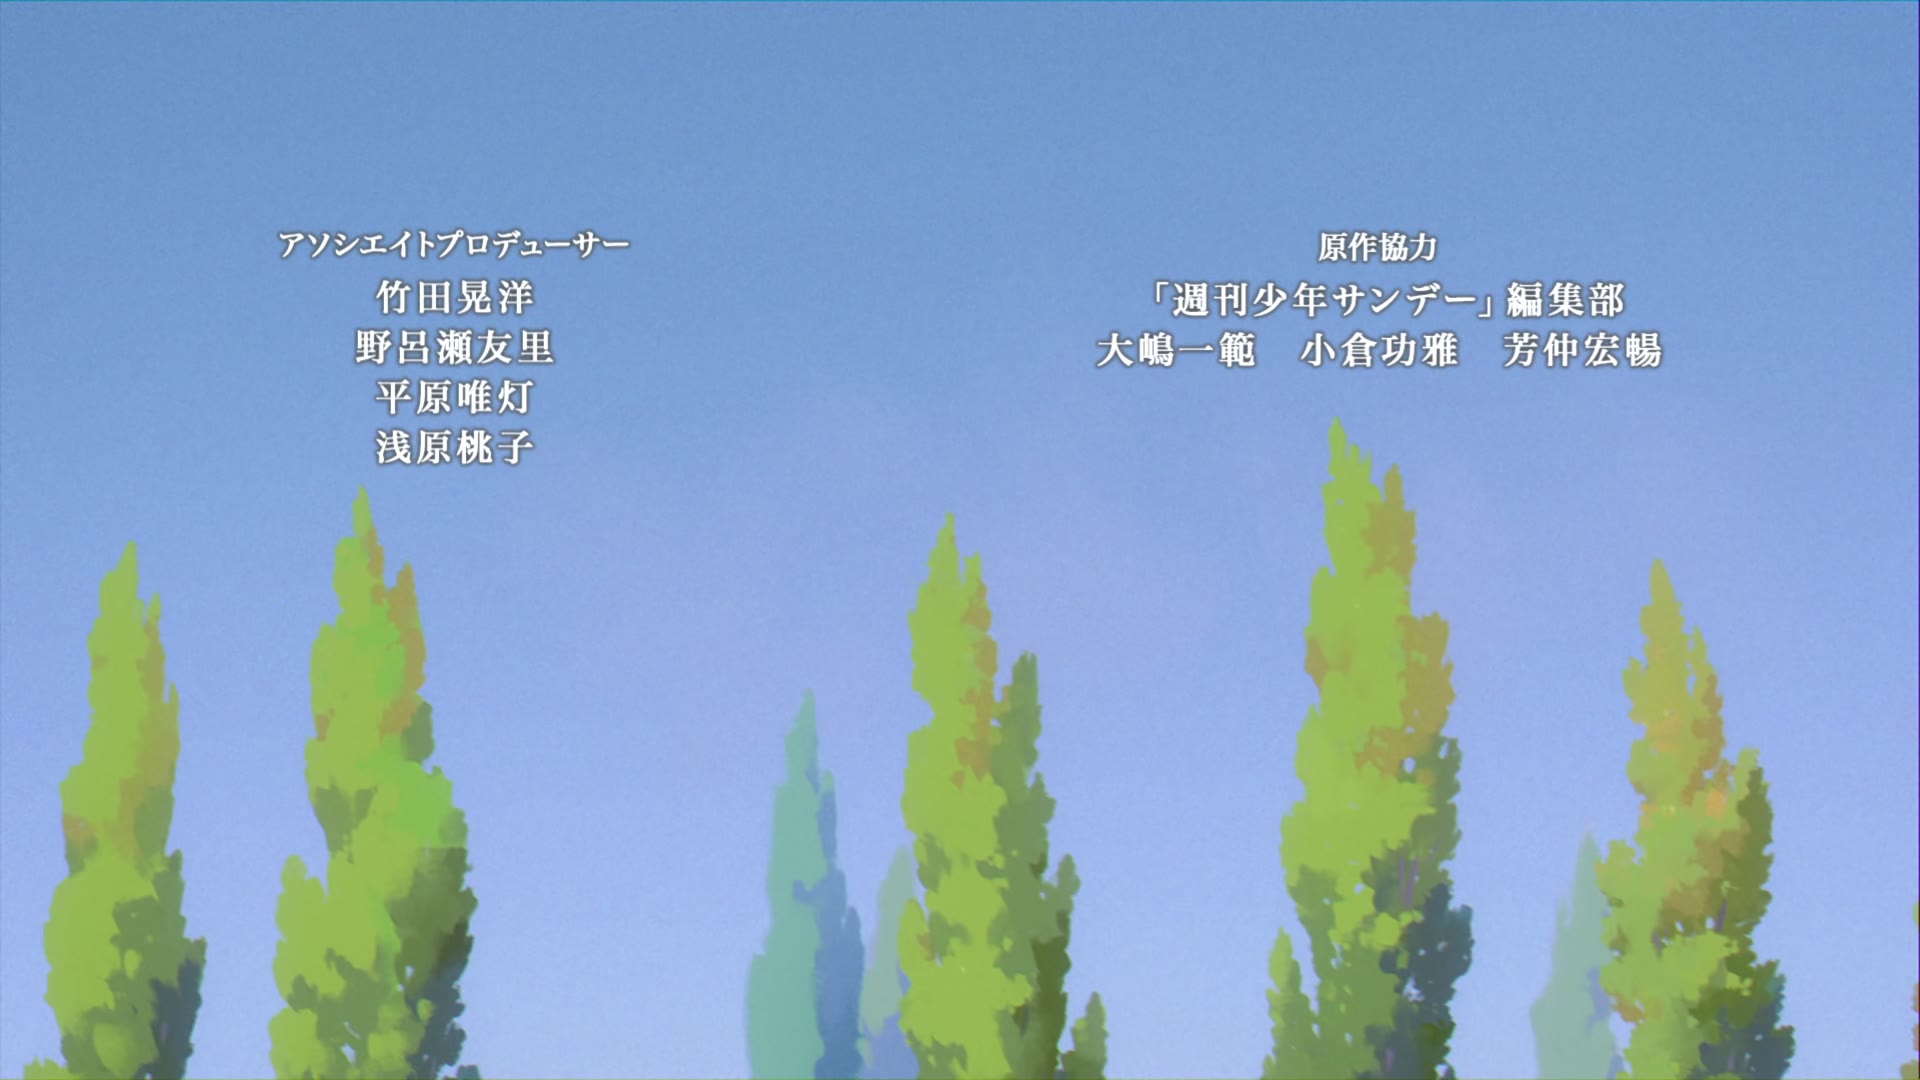 アソシエイトプロデューサー
竹田晃洋
野呂瀬友里
平原唯灯
浅原桃子
原作協力
「週刊少年サンデー」編集部
大嶋一範　小倉功雅　芳仲宏暢